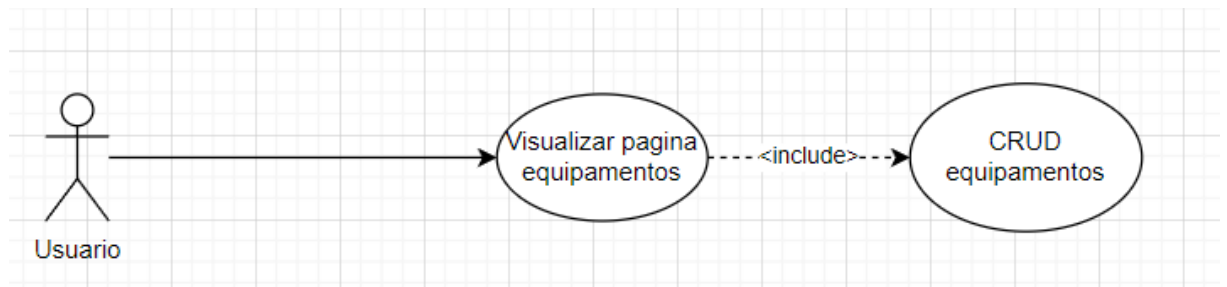 Visualizar pagina
equipamentos
<include>
CRUD
equipamentos
Usuario